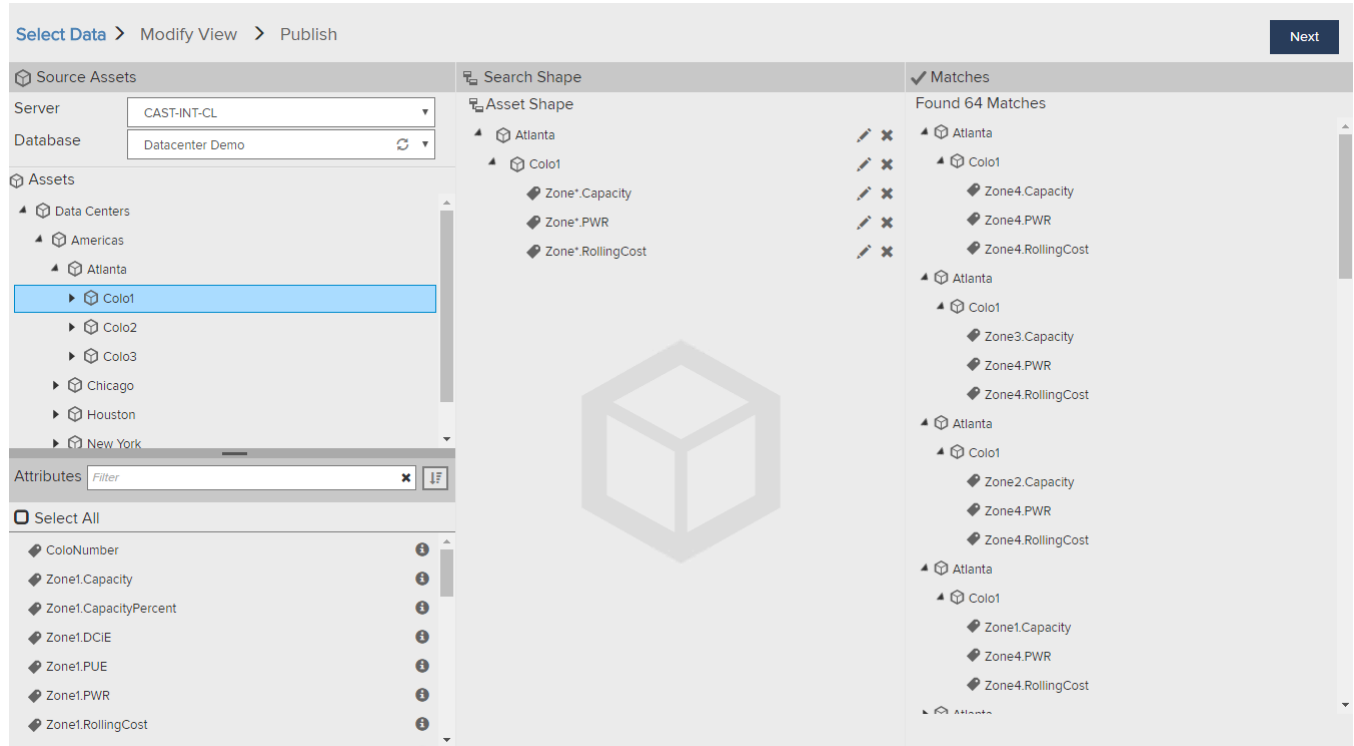 Select Data > Modify View > Publish
Next
Source Assets
Server
CAST-INT-CL
Database
Datacenter Demo
Assets
Data Centers
Americas
Atlanta
Colo1
Colo2
Colo3
Chicago
Houston
New York
Attributes
Filter
Select All
ColoNumber
Zone1.Capacity
Zone1.CapacityPercent
Zone1.DCiE
Zone1.PUE
Zone1.PWR
Zone1.RollingCost
Search Shape
Asset Shape
Atlanta
Colo1
Zone*.Capacity
Zone*.PWR
Zone*.RollingCost
Matches
Found 64 Matches
Atlanta
Colo1
Zone4.Capacity
Zone4.PWR
Zone4.RollingCost
Atlanta
Colo1
Zone3.Capacity
Zone4.PWR
Zone4.RollingCost
Atlanta
Colo1
Zone2.Capacity
Zone4.PWR
Zone4.RollingCost
Atlanta
Colo1
Zone1.Capacity
Zone4.PWR
Zone4.RollingCost
Atlanta